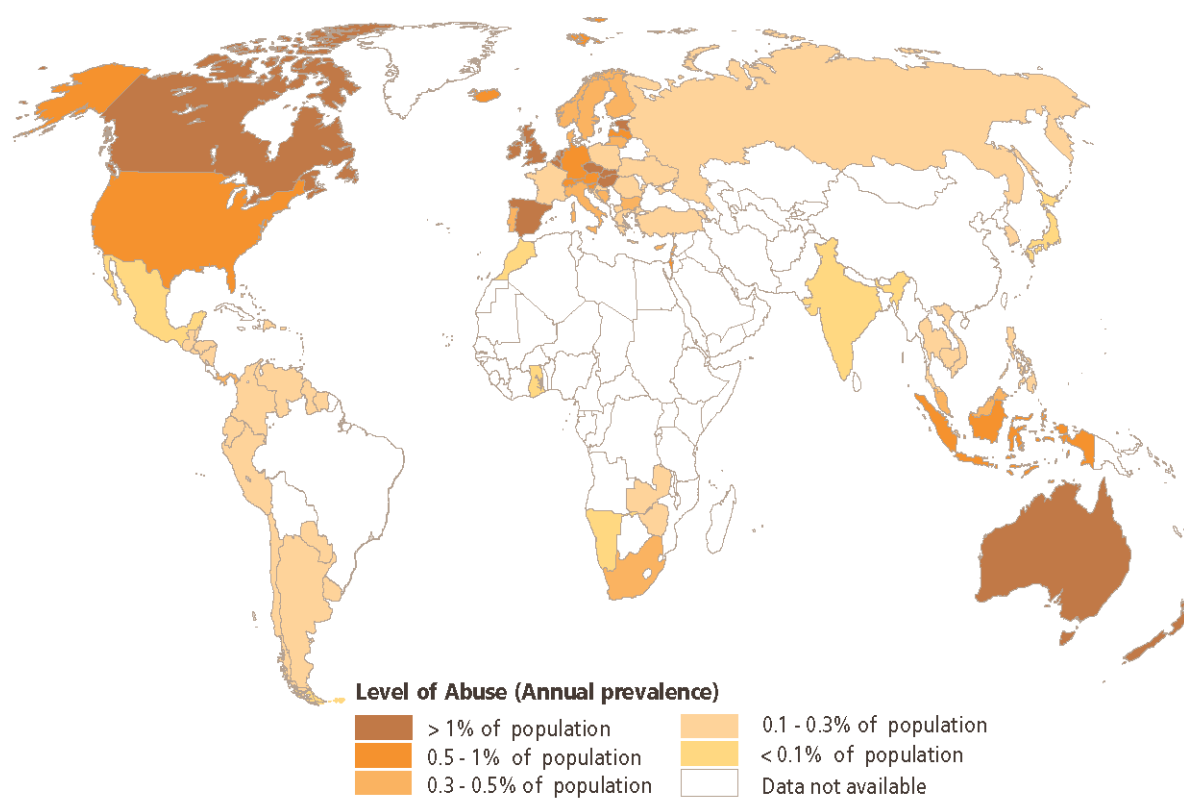 Level of Abuse (Annual prevalence)
> 1% of population
0.5 - 1% of population
0.3 - 0.5% of population
0.1 - 0.3% of population
< 0.1% of population
Data not available